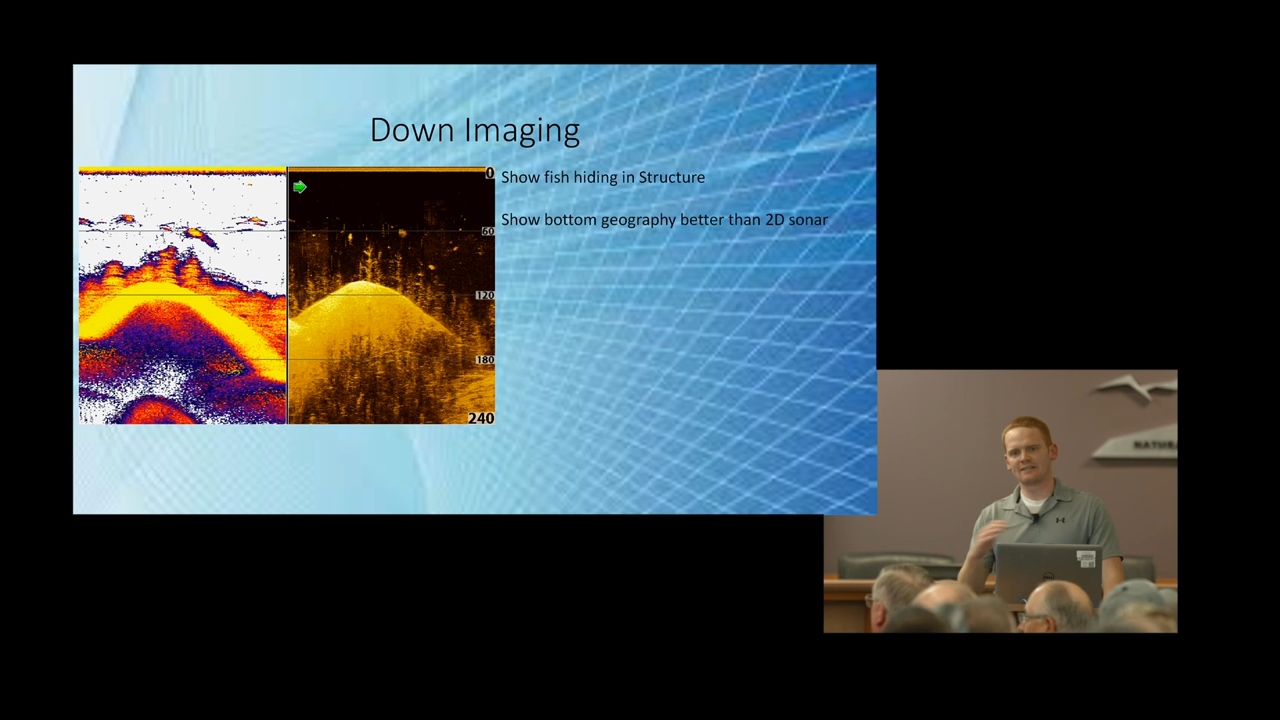 Down Imaging
0
Show fish hiding in Structure
Show bottom geography better than 2D sonar
60
120
180
240
NATUR